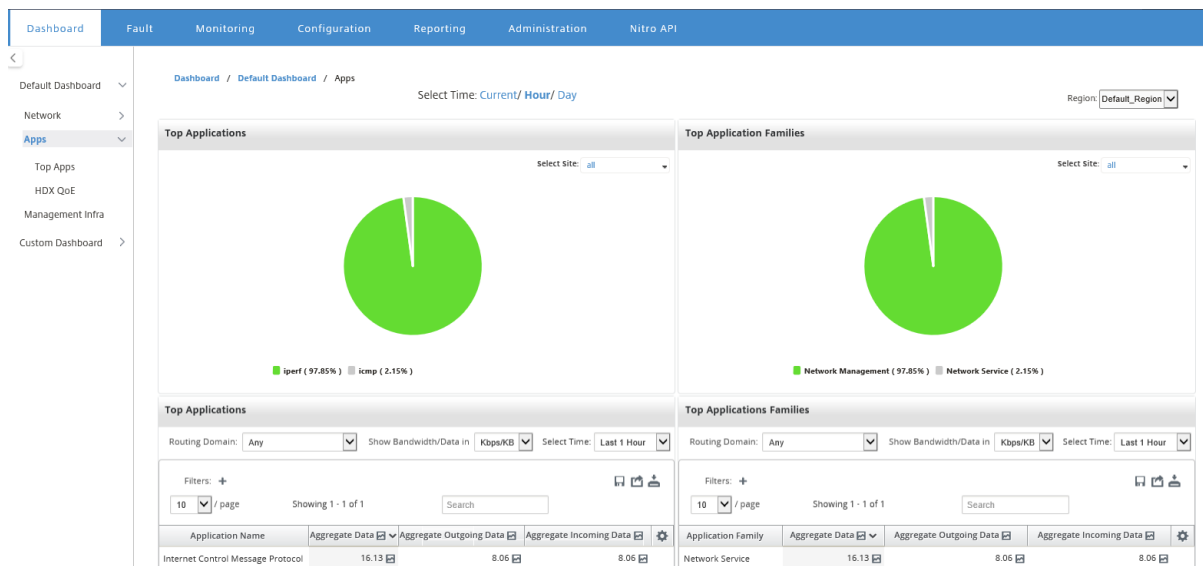 Dashboard Fault Monitoring Configuration Reporting Administration Nitro API
Default Dashboard
Network
Apps
Top Apps
HDX QoE
Management Infra
Custom Dashboard
Dashboard / Default Dashboard / Apps
Select Time: Current/ Hour/ Day
Region: Default_Region
Top Applications
Select Site: all
iperf ( 97.85% ) icmp ( 2.15% )
Top Application Families
Select Site: all
Network Management ( 97.85% ) Network Service ( 2.15% )
Top Applications
Routing Domain: Any Show Bandwidth/Data in Kbps/KB Select Time: Last 1 Hour
Filters: +
10 / page Showing 1 - 1 of 1 Search
Application Name Aggregate Data Aggregate Outgoing Data Aggregate Incoming Data
Internet Control Message Protocol 16.13 8.06 8.06
Top Applications Families
Routing Domain: Any Show Bandwidth/Data in Kbps/KB Select Time: Last 1 Hour
Filters: +
10 / page Showing 1 - 1 of 1 Search
Application Family Aggregate Data Aggregate Outgoing Data Aggregate Incoming Data
Network Service 16.13 8.06 8.06